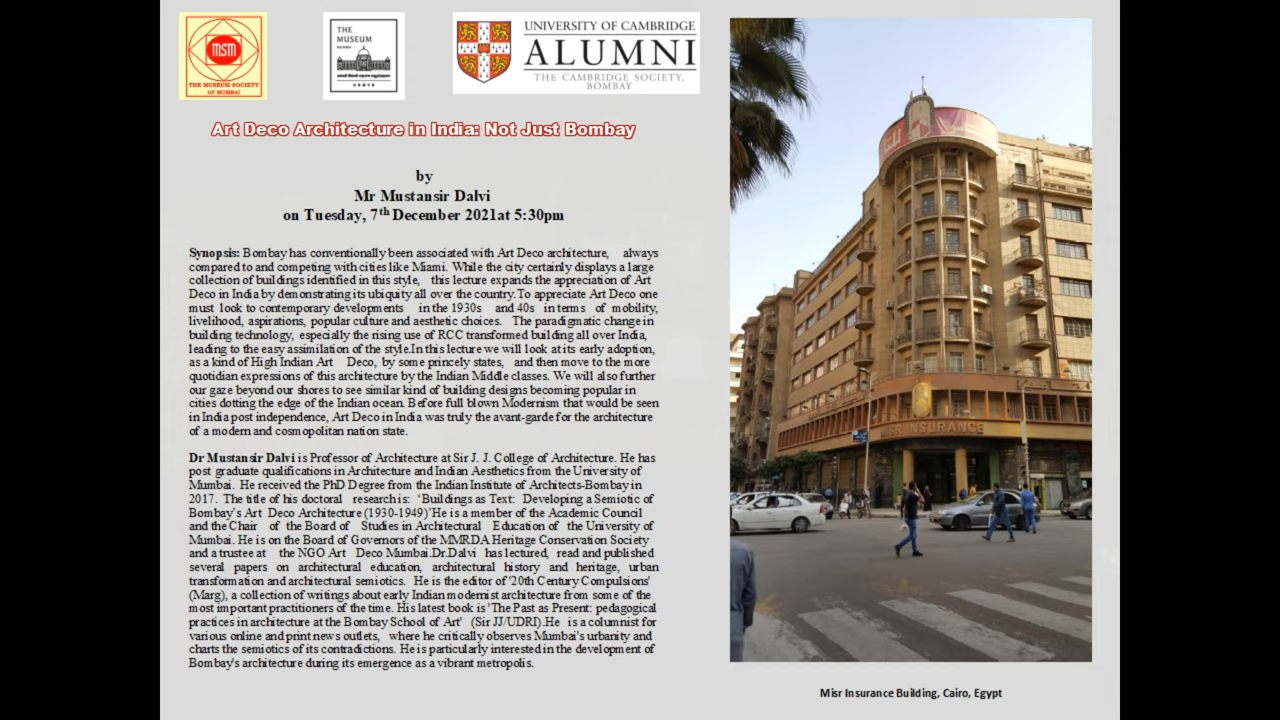 msm
THE MUSEUM SOCIETY
OF MUMBAI
THE
MUSEUM
MUMBAI
CSMVS
UNIVERSITY OF CAMBRIDGE
ALUMNI
THE CAMBRIDGE SOCIETY,
BOMBAY
Art Deco Architecture in India: Not Just Bombay
by
Mr Mustansir Dalvi
on Tuesday, 7th December 2021at 5:30pm
Synopsis: Bombay has conventionally been associated with Art Deco architecture, always
compared to and competing with cities like Miami. While the city certainly displays a large
collection of buildings identified in this style, this lecture expands the appreciation of Art
Deco in India by demonstrating its ubiquity all over the country.To appreciate Art Deco one
must look to contemporary developments in the 1930s and 40s in terms of mobility,
livelihood, aspirations, popular culture and aesthetic choices. The paradigmatic change in
building technology, especially the rising use of RCC transformed building all over India,
leading to the easy assimilation of the style.In this lecture we will look at its early adoption,
as a kind of High Indian Art Deco, by some princely states, and then move to the more
quotidian expressions of this architecture by the Indian Middle classes. We will also further
our gaze beyond our shores to see similar kind of building designs becoming popular in
cities dotting the edge of the Indian ocean. Before full blown Modernism that would be seen
in India post independence, Art Deco in India was truly the avant-garde for the architecture
of a modern and cosmopolitan nation state.
Dr Mustansir Dalvi is Professor of Architecture at Sir J. J. College of Architecture. He has
post graduate qualifications in Architecture and Indian Aesthetics from the University of
Mumbai. He received the PhD Degree from the Indian Institute of Architects-Bombay in
2017. The title of his doctoral research is: ‘Buildings as Text: Developing a Semiotic of
Bombay’s Art Deco Architecture (1930-1949)’He is a member of the Academic Council
and the Chair of the Board of Studies in Architectural Education of the University of
Mumbai. He is on the Board of Governors of the MMRDA Heritage Conservation Society
and a trustee at the NGO Art Deco Mumbai.Dr.Dalvi has lectured, read and published
several papers on architectural education, architectural history and heritage, urban
transformation and architectural semiotics. He is the editor of '20th Century Compulsions'
(Marg), a collection of writings about early Indian modernist architecture from some of the
most important practitioners of the time. His latest book is 'The Past as Present: pedagogical
practices in architecture at the Bombay School of Art' (Sir JJ/UDRI).He is a columnist for
various online and print news outlets, where he critically observes Mumbai's urbanity and
charts the semiotics of its contradictions. He is particularly interested in the development of
Bombay's architecture during its emergence as a vibrant metropolis.
MISR INSURANCE
Misr Insurance Building, Cairo, Egypt